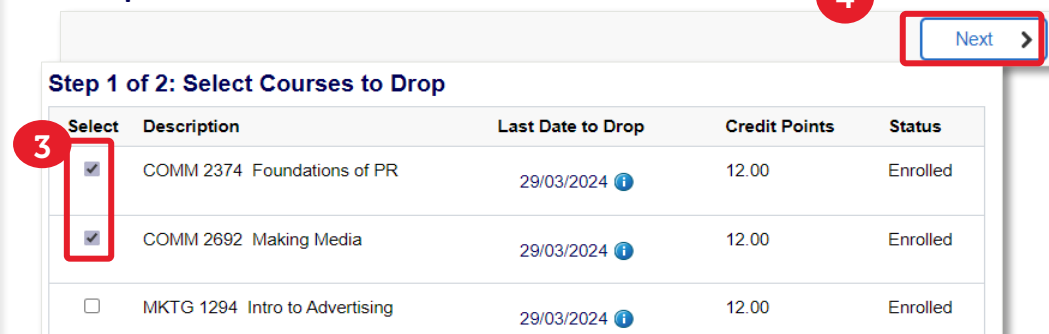 4
Next
Step 1 of 2: Select Courses to Drop
Select Description Last Date to Drop Credit Points Status
3
COMM 2374 Foundations of PR 29/03/2024 12.00 Enrolled
COMM 2692 Making Media 29/03/2024 12.00 Enrolled
MKTG 1294 Intro to Advertising 29/03/2024 12.00 Enrolled